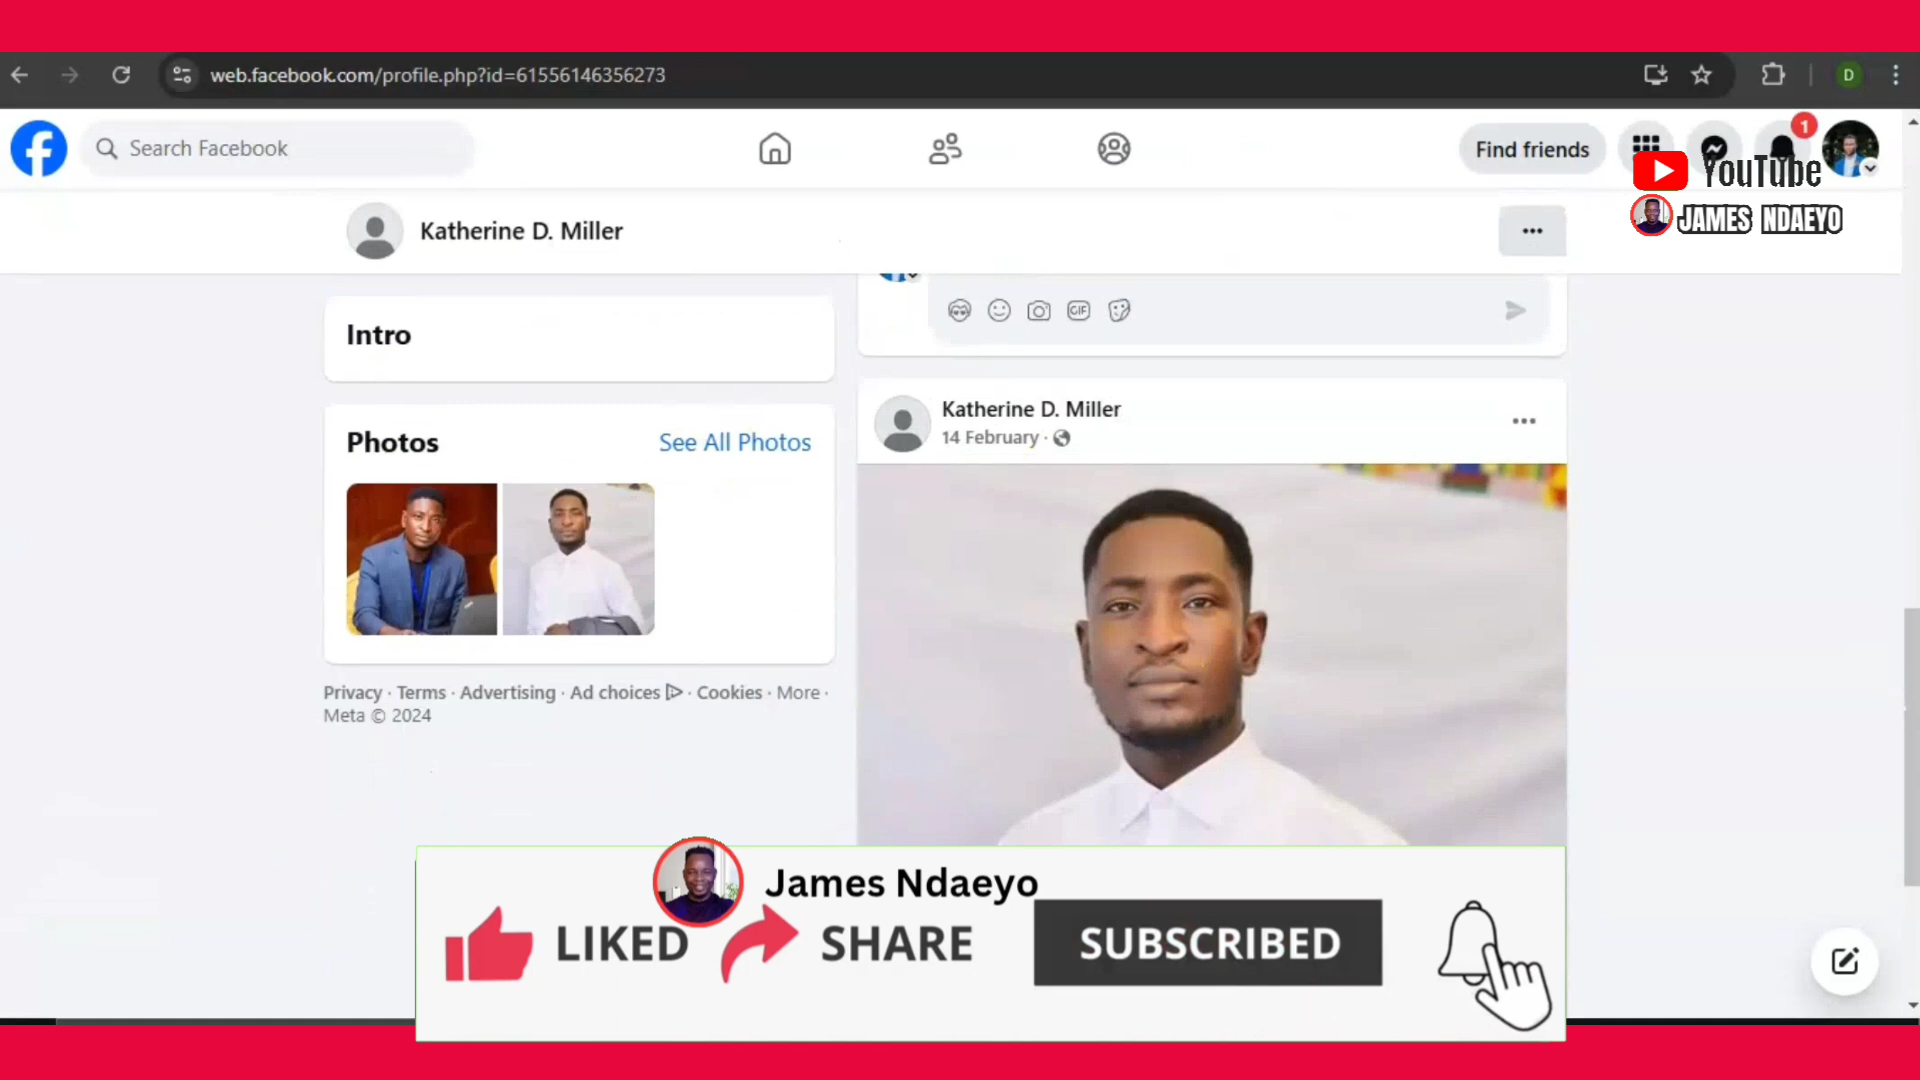 web.facebook.com/profile.php?id=61556146356273
D
Search Facebook
Find friends
1
YouTube
JAMES NDAEYO
Katherine D. Miller
GIF
Intro
Photos
See All Photos
Privacy · Terms · Advertising · Ad choices · Cookies · More ·
Meta © 2024
Katherine D. Miller
14 February ·
James Ndaeyo
LIKED
SHARE
SUBSCRIBED